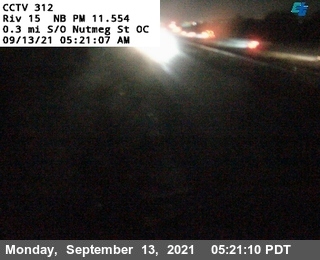 CCTV 312
Riv 15 NB PM 11.554
0.3 mi S/O Nutmeg St OC
09/13/21 05:21:07 AM
Monday, September 13, 2021 05:21:10 PDT